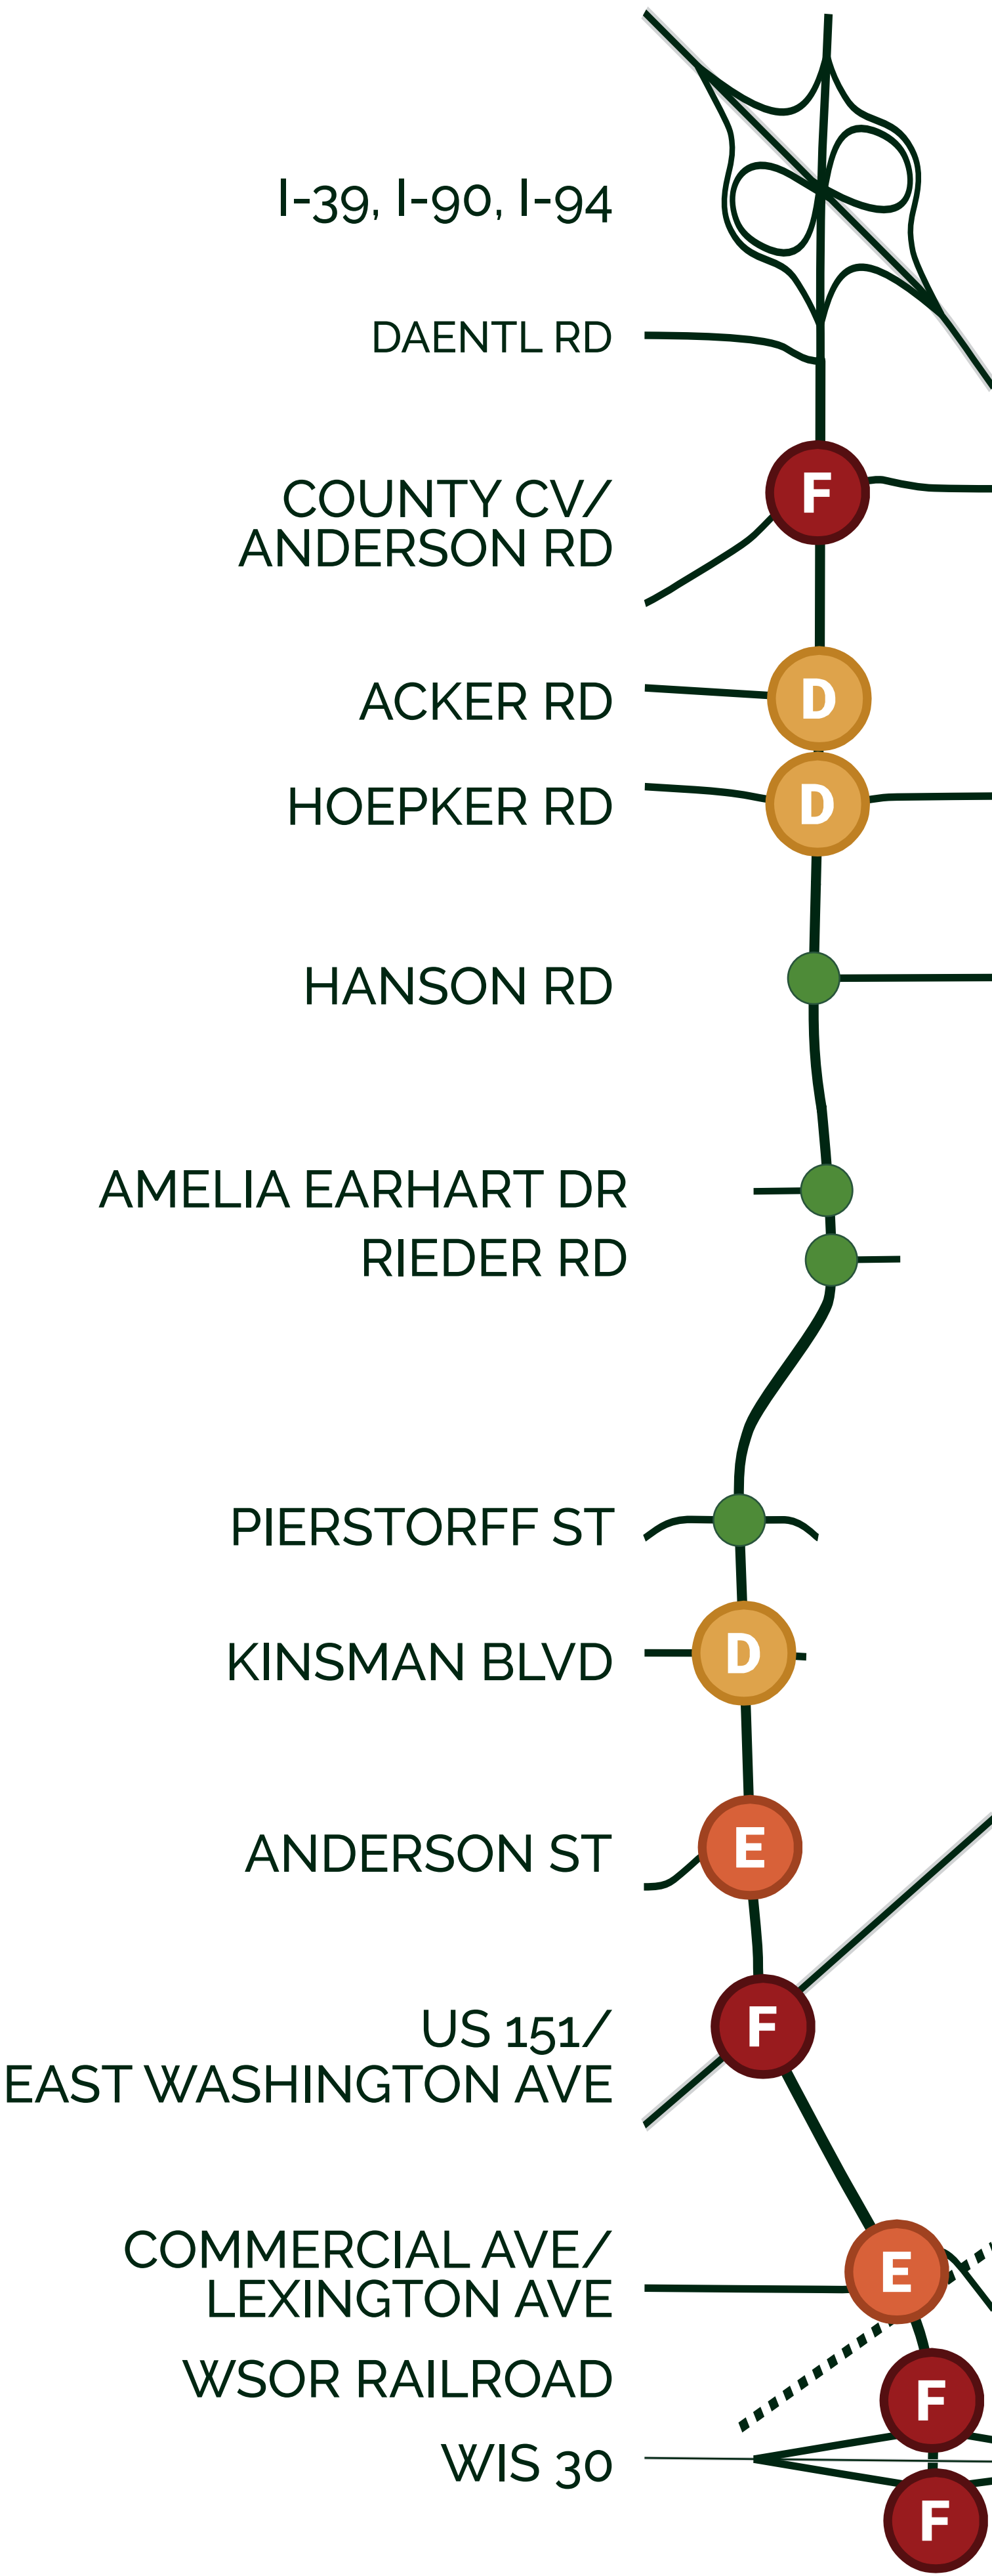 I-39, I-90, I-94
DAENTL RD
COUNTY CV/
ANDERSON RD
F
ACKER RD
D
HOEPKER RD
D
HANSON RD
AMELIA EARHART DR
RIEDER RD
PIERSTORFF ST
KINSMAN BLVD
D
ANDERSON ST
E
US 151/
EAST WASHINGTON AVE
F
COMMERCIAL AVE/
LEXINGTON AVE
E
WSOR RAILROAD
F
WIS 30
F